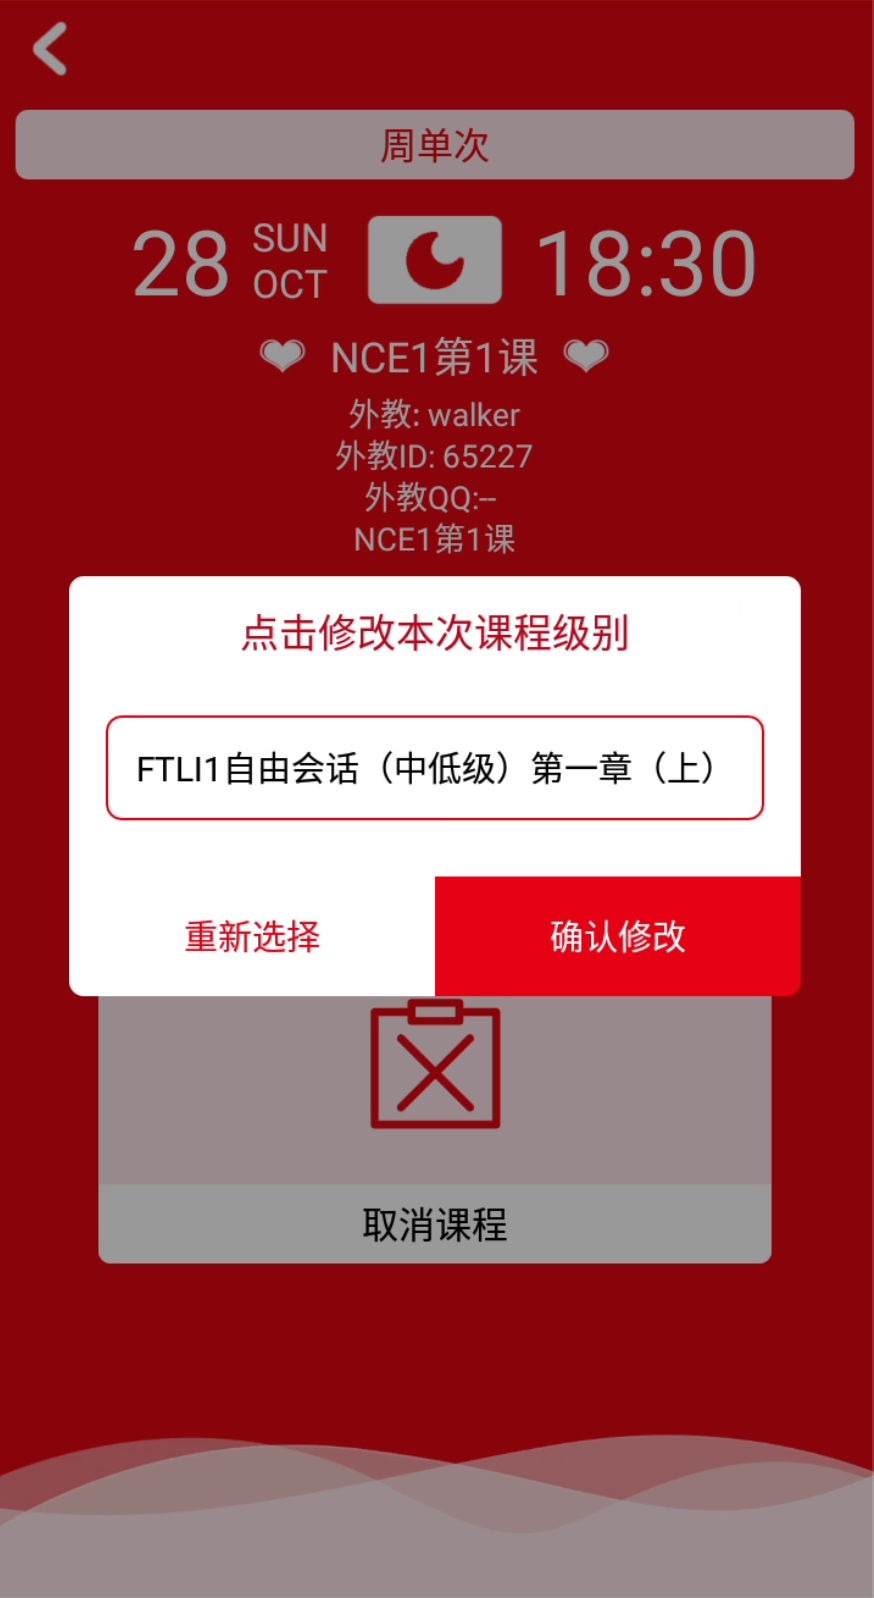 周单次
28 SUN OCT 18:30
NCE1第1课
外教: walker
外教ID: 65227
外教QQ:--
NCE1第1课
点击修改本次课程级别
FTLI1自由会话（中低级）第一章（上）
重新选择 确认修改
取消课程